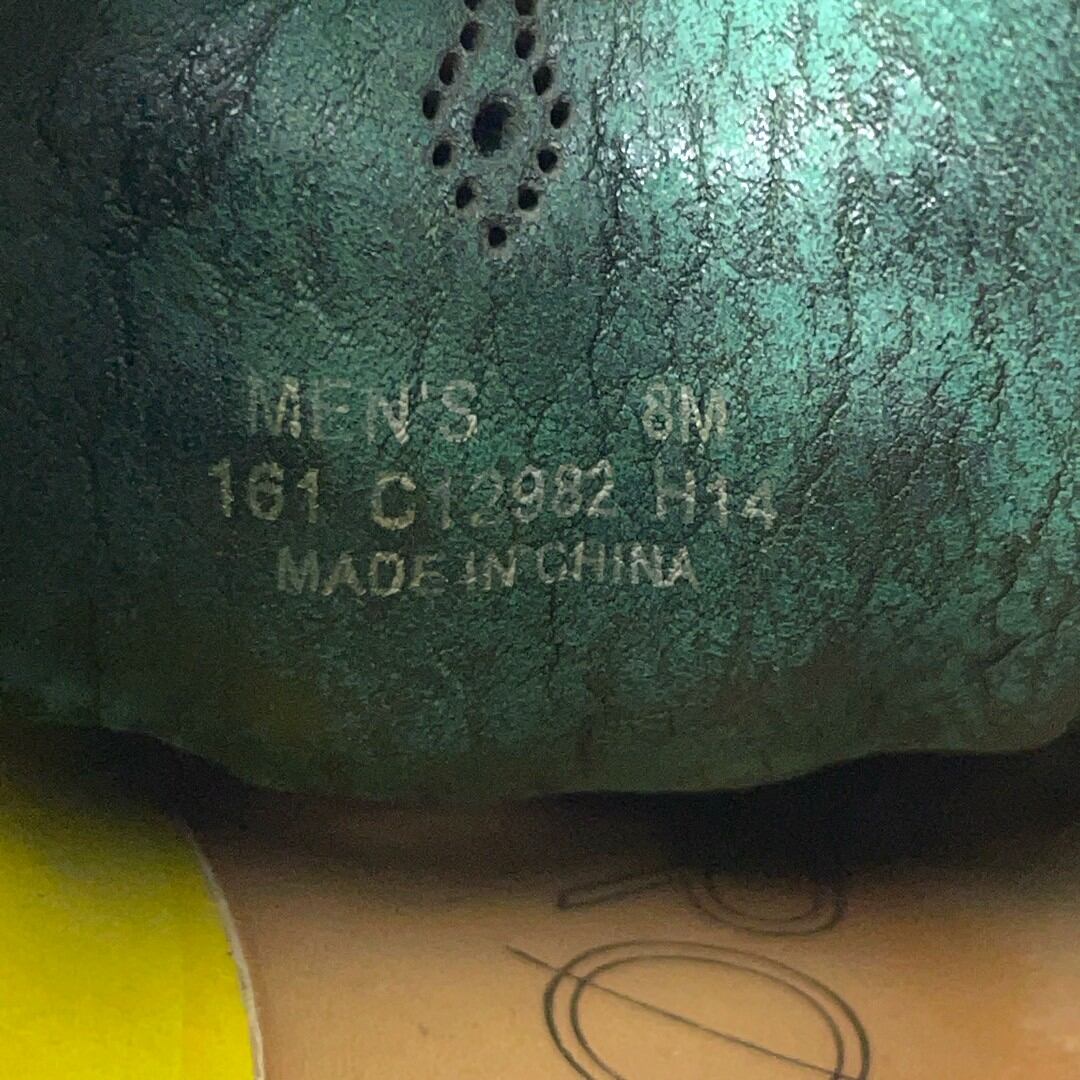 MEN'S 8M
161 C12982 H14
MADE IN CHINA